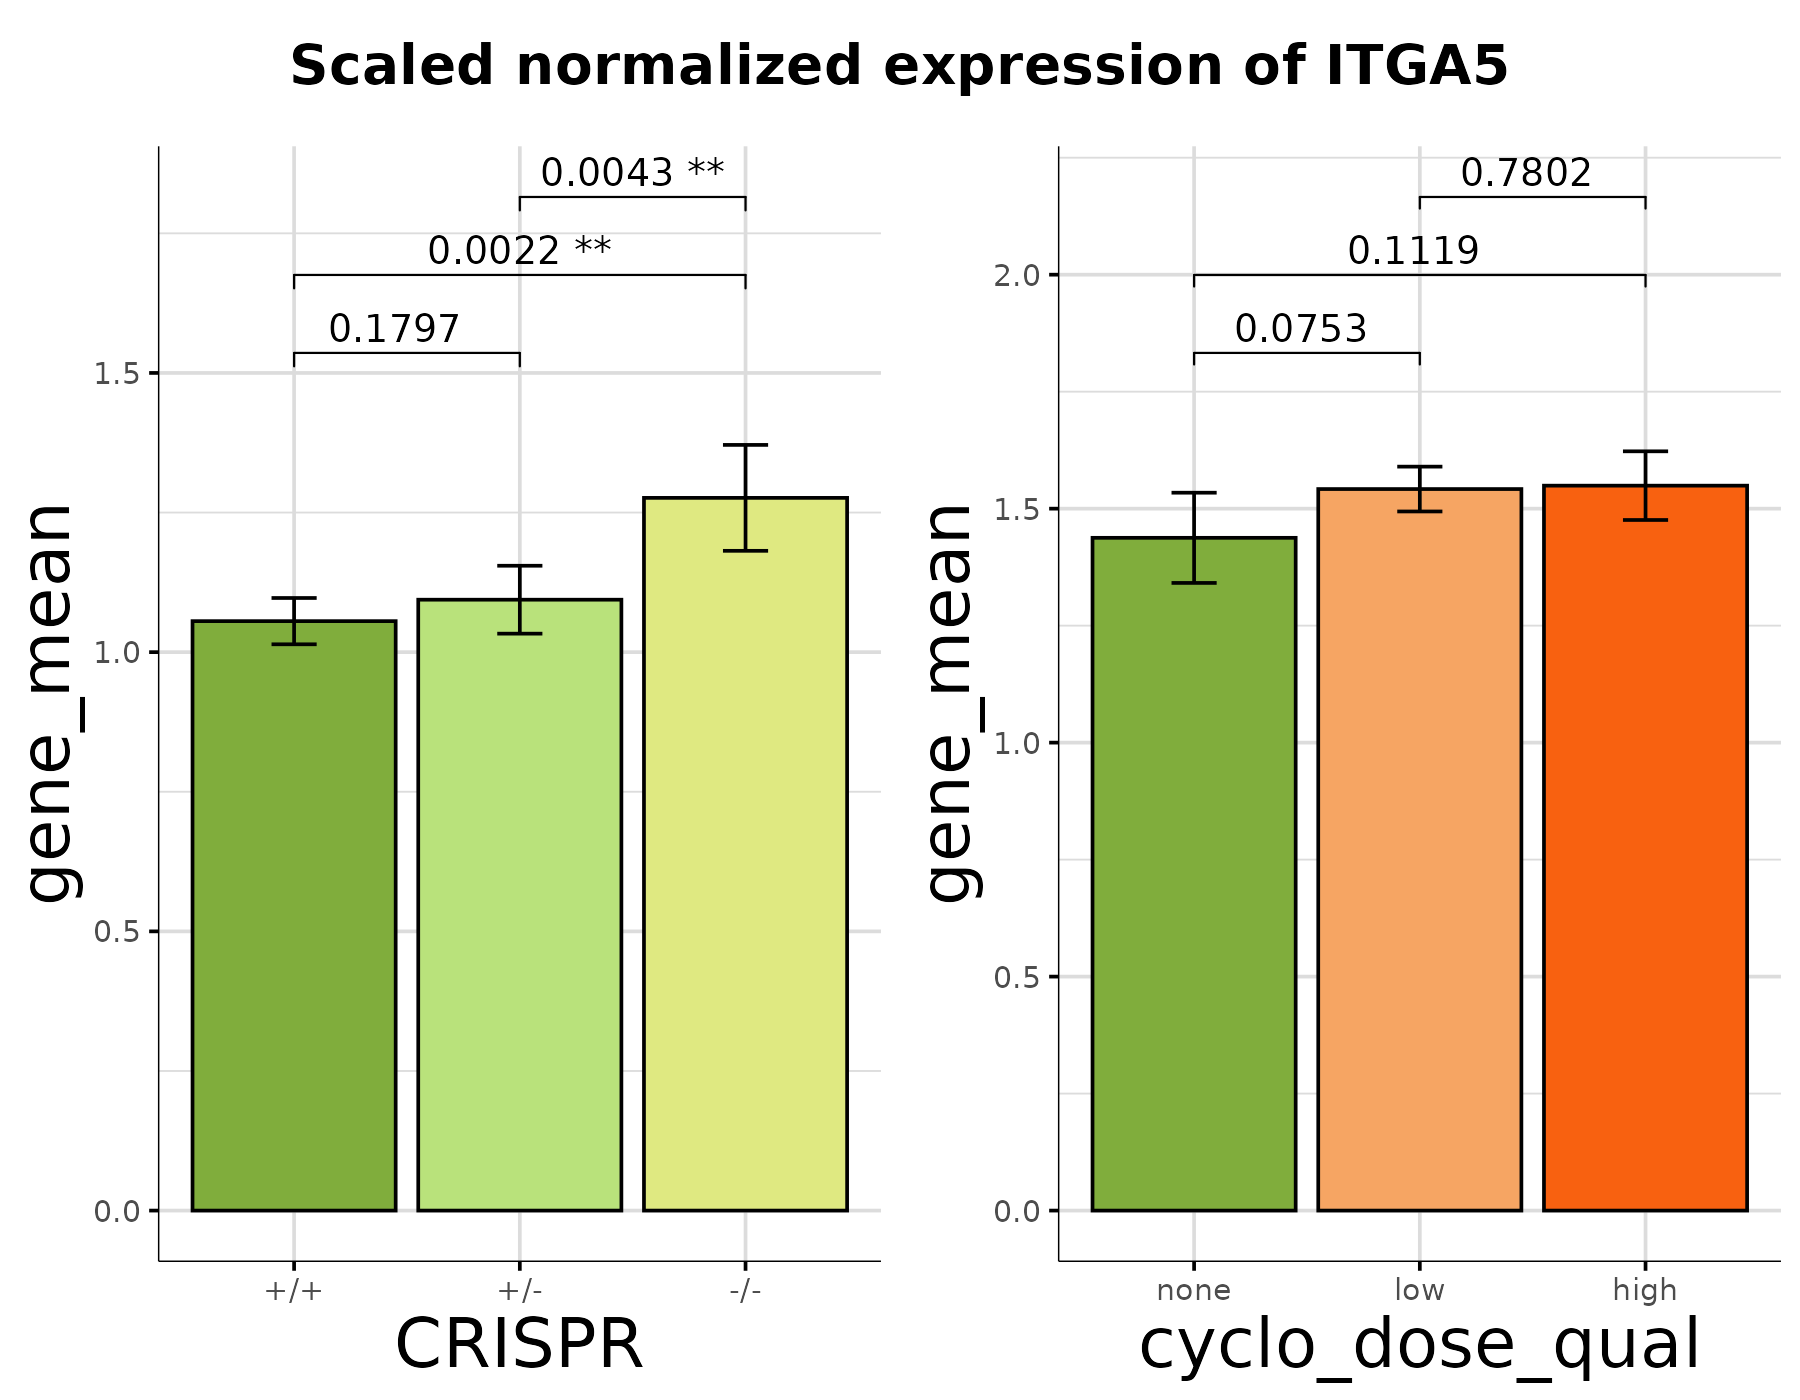 Scaled normalized expression of ITGA5
gene_mean
0.0043 **
0.0022 **
0.1797
1.5
1.0
0.5
0.0
+/+ +/- -/-
CRISPR
gene_mean
0.7802
0.1119
0.0753
2.0
1.5
1.0
0.5
0.0
none low high
cyclo_dose_qual